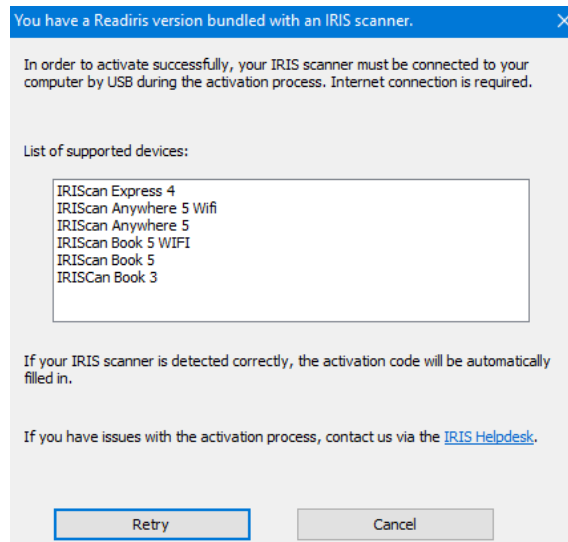 You have a Readiris version bundled with an IRIS scanner.
In order to activate successfully, your IRIS scanner must be connected to your
computer by USB during the activation process. Internet connection is required.
List of supported devices:
IRIScan Express 4
IRIScan Anywhere 5 Wifi
IRIScan Anywhere 5
IRIScan Book 5 WIFI
IRIScan Book 5
IRISCan Book 3
If your IRIS scanner is detected correctly, the activation code will be automatically
filled in.
If you have issues with the activation process, contact us via the IRIS Helpdesk.
Retry Cancel